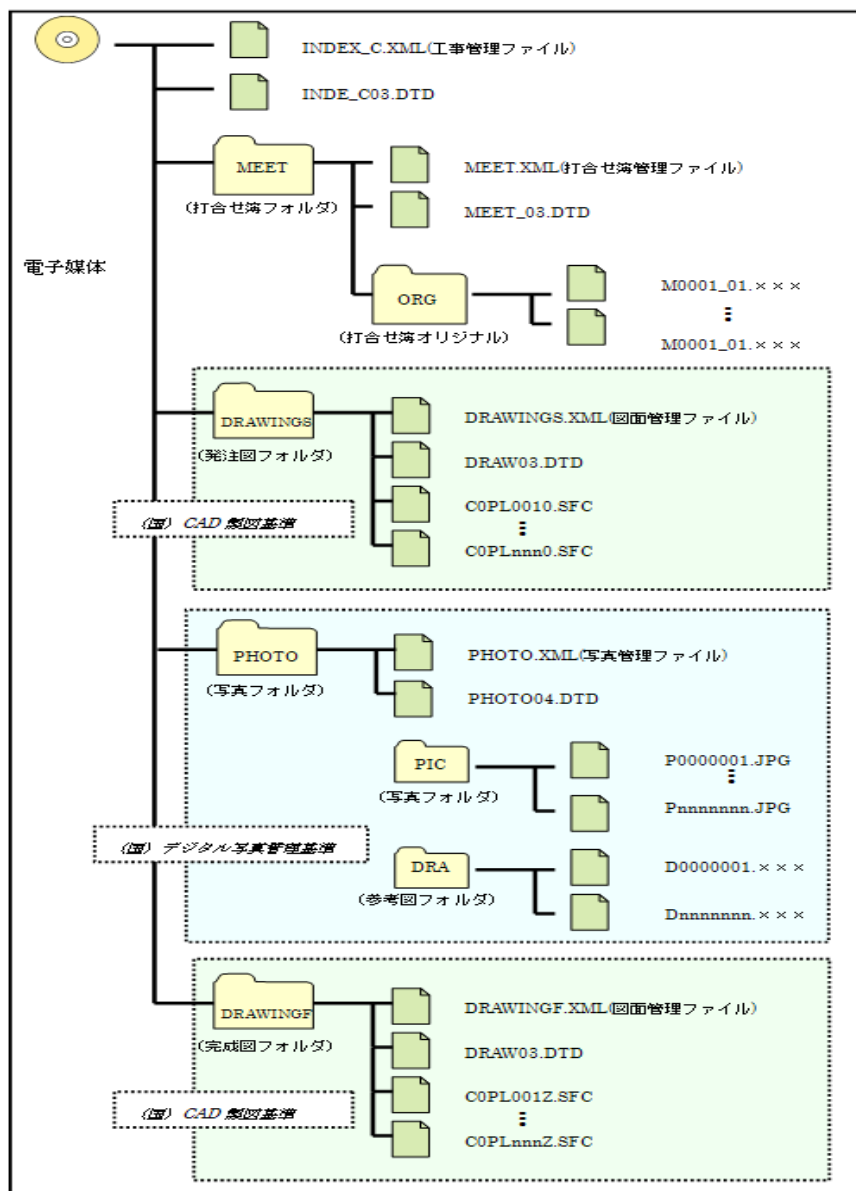 INDEX_C.XML(工事管理ファイル)
INDE_C03.DTD
MEET
(打合せ簿フォルダ)
MEET.XML(打合せ簿管理ファイル)
MEET_03.DTD
電子媒体
ORG
(打合せ簿オリジナル)
M0001_01.×××
⋮
M0001_01.×××
DRAWINGS
(発注図フォルダ)
DRAWINGS.XML(図面管理ファイル)
DRAW03.DTD
(国) CAD 製図基準
C0PL0010.SFC
⋮
C0PLnnn0.SFC
PHOTO
(写真フォルダ)
PHOTO.XML(写真管理ファイル)
PHOTO04.DTD
PIC
(写真フォルダ)
P0000001.JPG
⋮
Pnnnnnnn.JPG
(国) デジタル写真管理基準
DRA
(参考図フォルダ)
D0000001.×××
Dnnnnnnn.×××
DRAWINGF
(完成図フォルダ)
DRAWINGF.XML(図面管理ファイル)
DRAW03.DTD
(国) CAD 製図基準
C0PL001Z.SFC
⋮
C0PLnnnZ.SFC